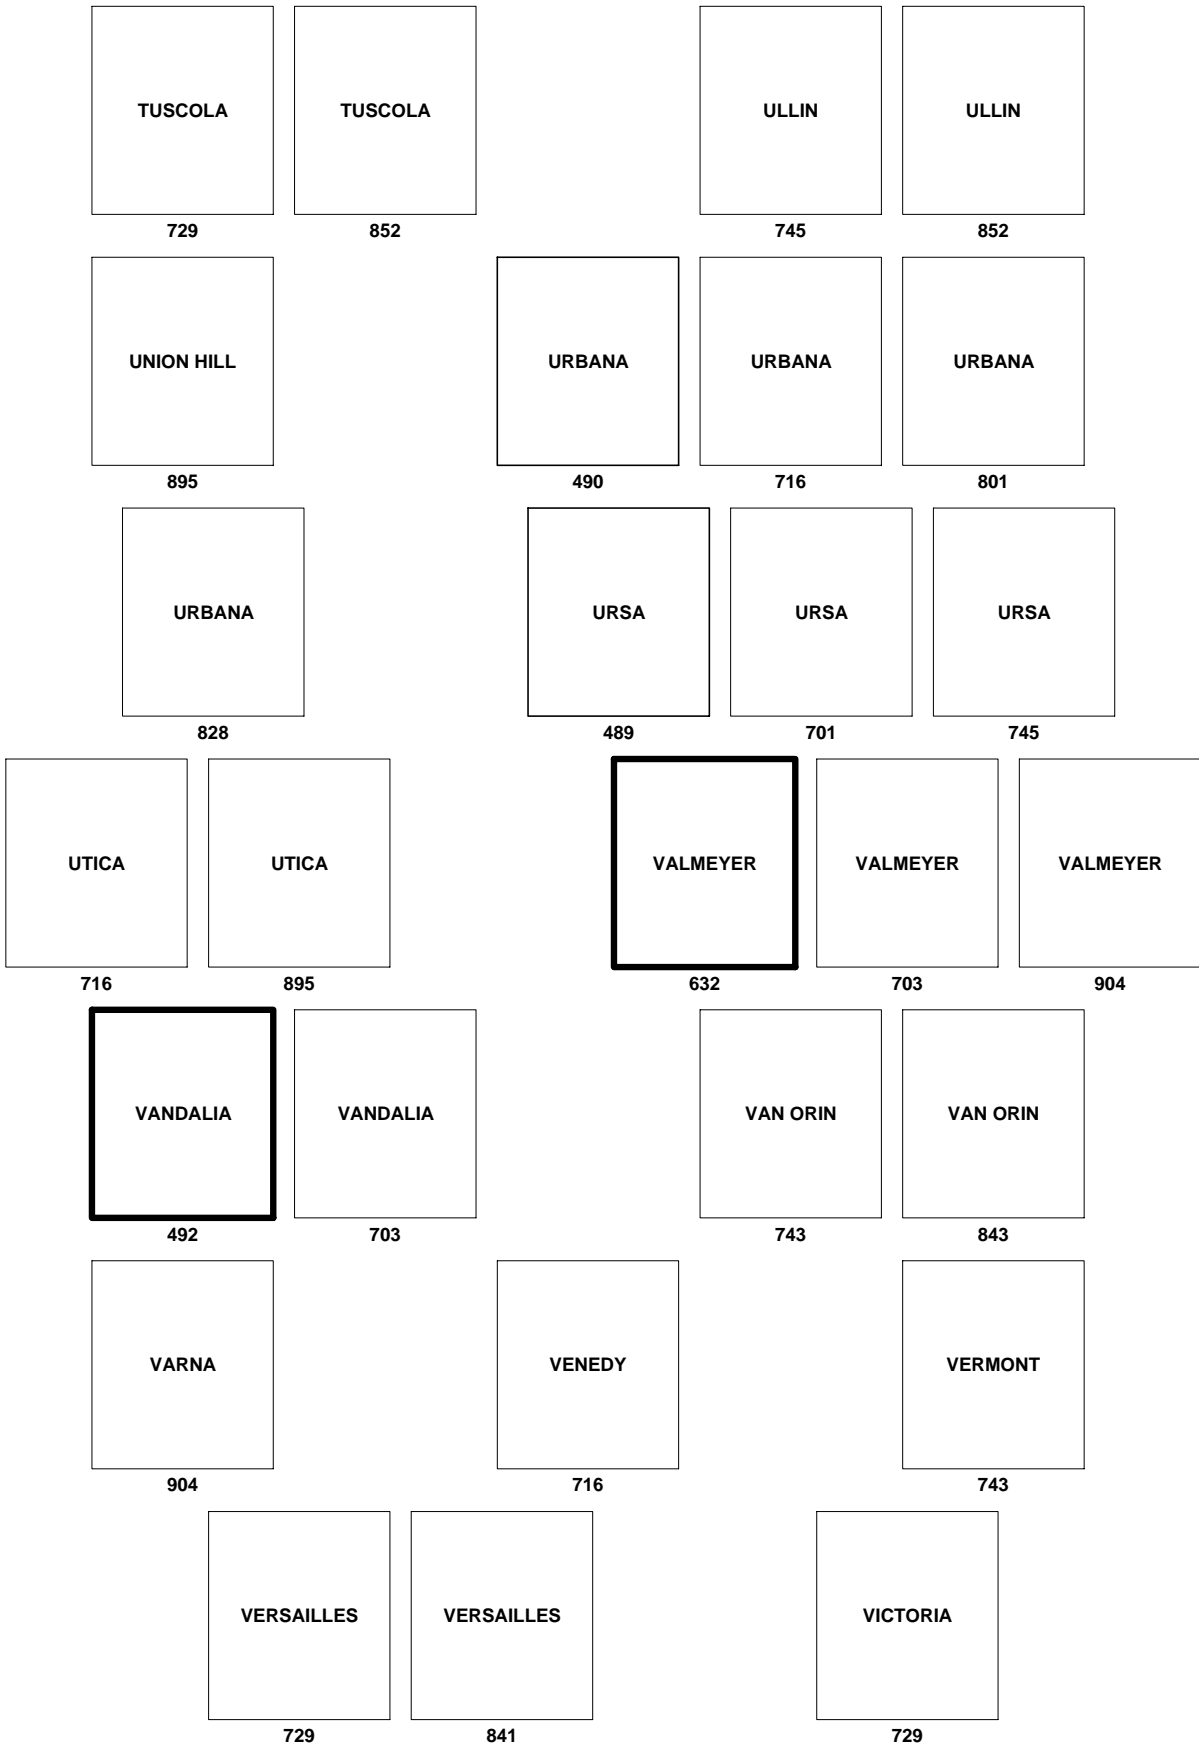 TUSCOLA TUSCOLA ULLIN ULLIN
729 852 745 852
UNION HILL URBANA URBANA URBANA
895 490 716 801
URBANA URSA URSA URSA
828 489 701 745
UTICA UTICA VALMEYER VALMEYER VALMEYER
716 895 632 703 904
VANDALIA VANDALIA VAN ORIN VAN ORIN
492 703 743 843
VARNA VENEDY VERMONT
904 716 743
VERSAILLES VERSAILLES VICTORIA
729 841 729